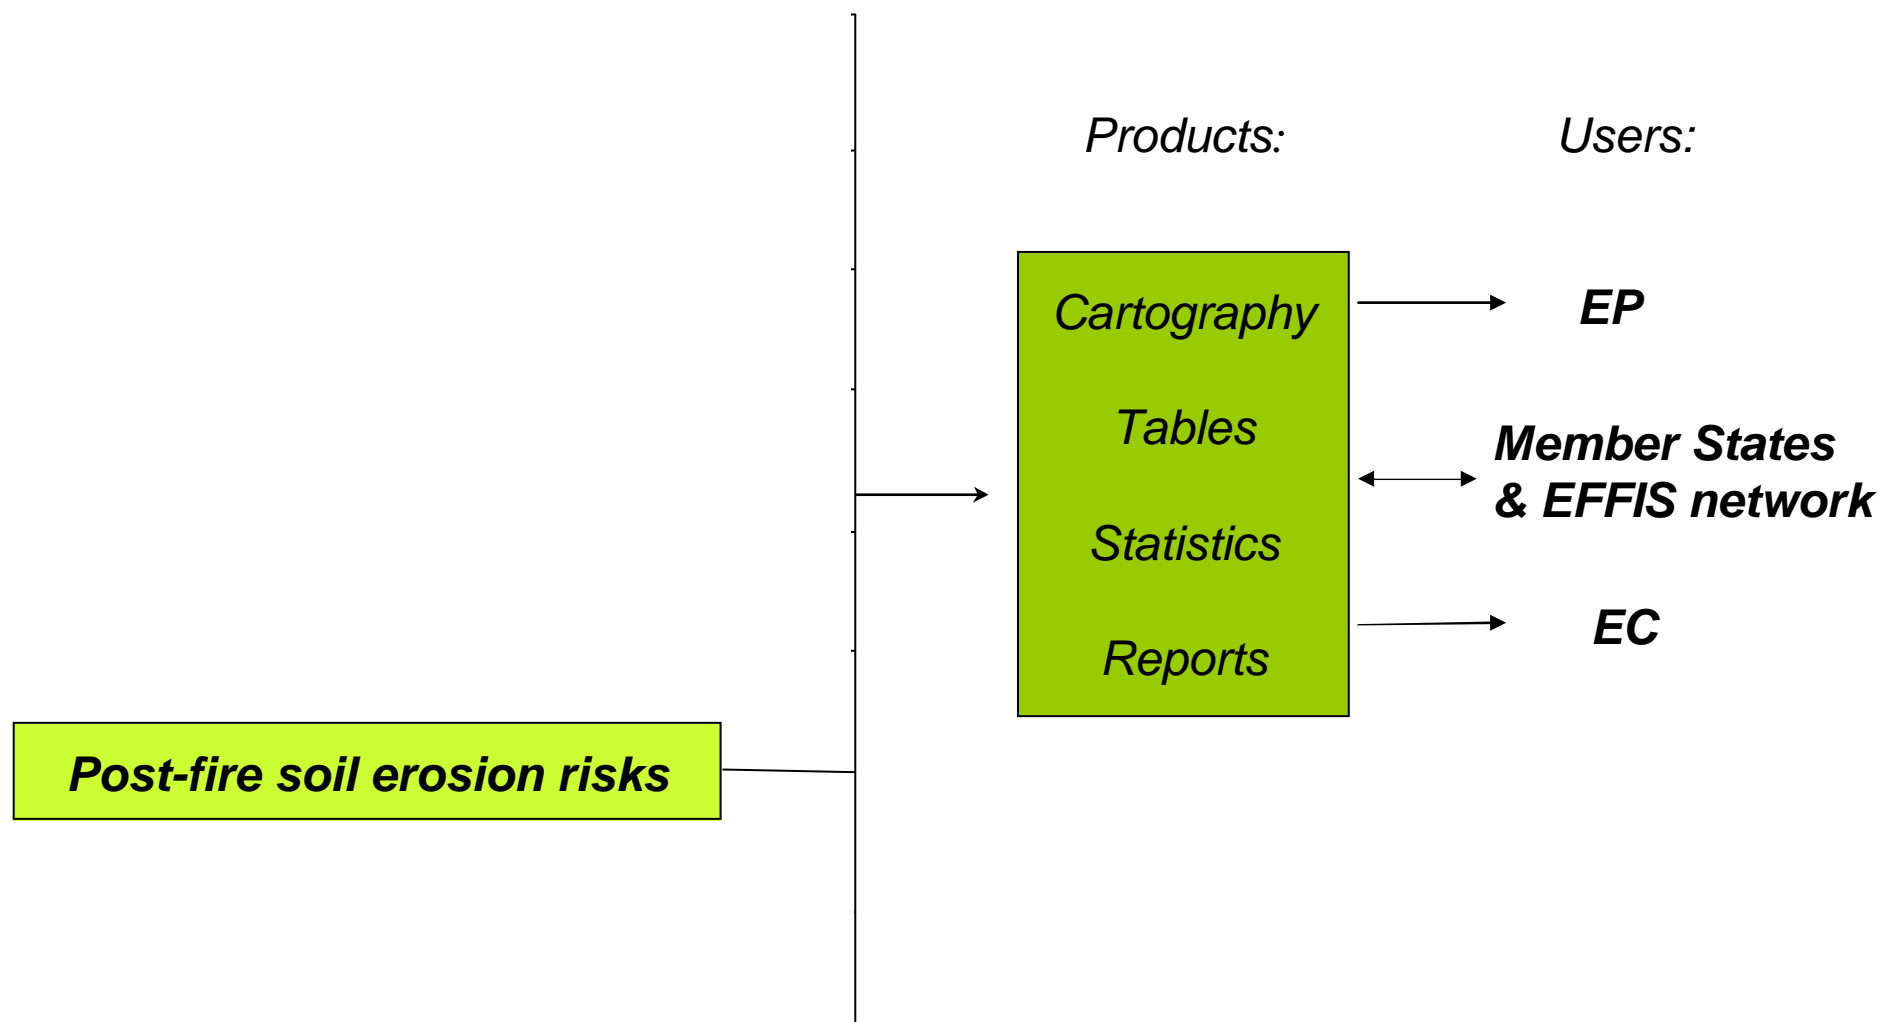 Products:
Users:
Cartography
Tables
Statistics
Reports
EP
Member States
& EFFIS network
EC
Post-fire soil erosion risks